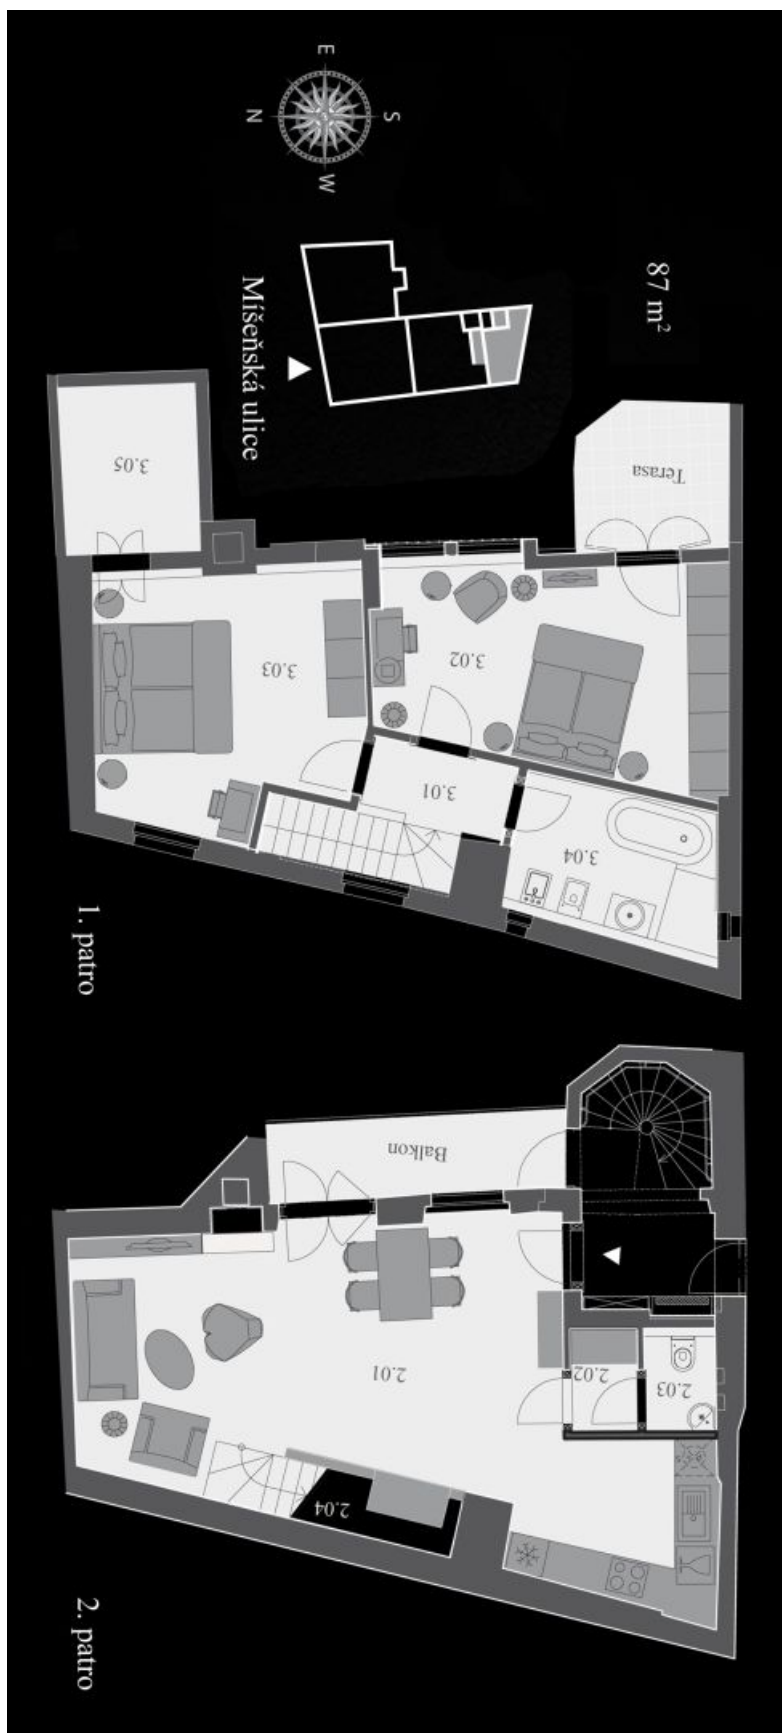 E
N
S
W
87 m²
Míšeňská ulice
3.05
Terasa
3.03
3.02
3.01
3.04
1. patro
Balkon
2.01
2.02
2.03
2.04
2. patro